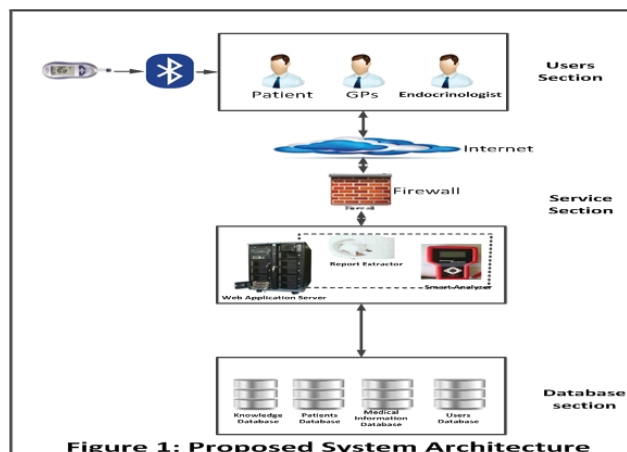 Users
Section
Patient GPs Endocrinologist
Internet
Firewall
Service
Section
Report Extractor
Smart Analyzer
Web Application Server
Database
section
Knowledge
Database
Patients
Database
Medical
Information
Database
Users
Database
Figure 1: Proposed System Architecture